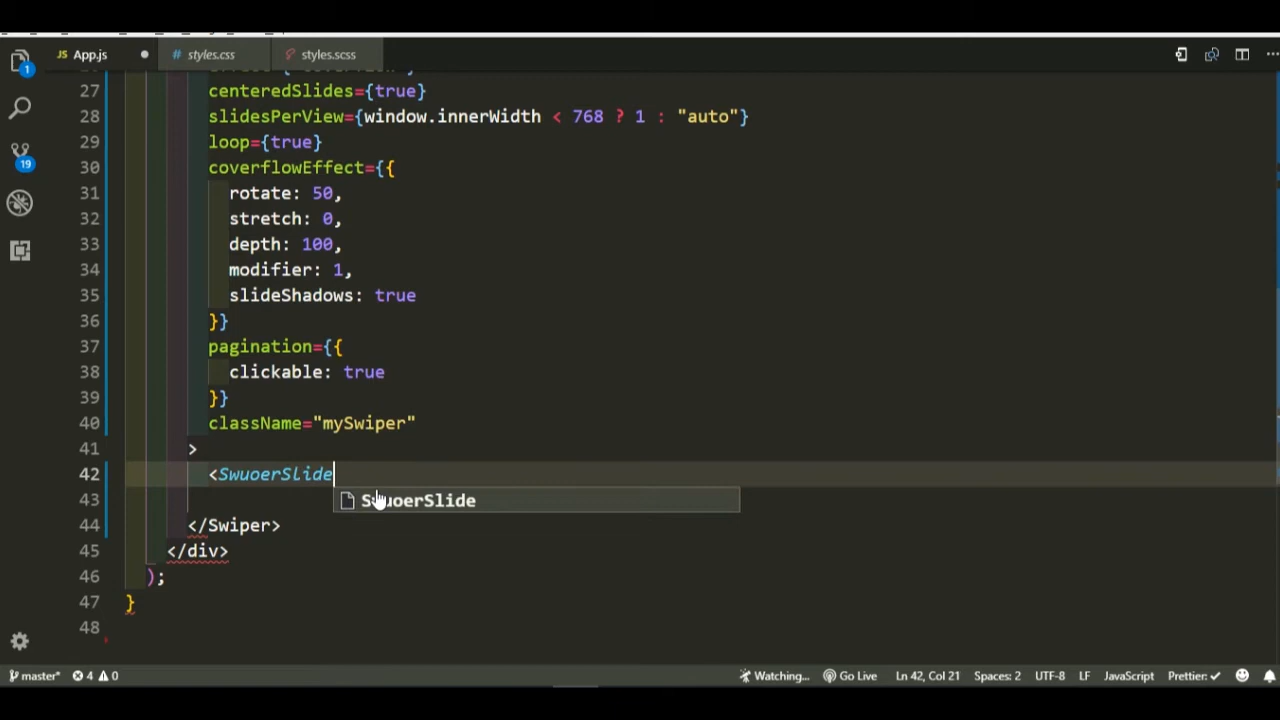 JS App.js # styles.css styles.scss
27 centeredSlides={true}
28 slidesPerView={window.innerWidth < 768 ? 1 : "auto"}
29 loop={true}
30 coverflowEffect={{
31 rotate: 50,
32 stretch: 0,
33 depth: 100,
34 modifier: 1,
35 slideShadows: true
36 }}
37 pagination={{
38 clickable: true
39 }}
40 className="mySwiper"
41 >
42 <SwuoerSlide
43 SwuoerSlide
44 </Swiper>
45 </div>
46 );
47 }
48
1
19
master* 4 0 Watching... Go Live Ln 42, Col 21 Spaces: 2 UTF-8 LF JavaScript Prettier: ✓